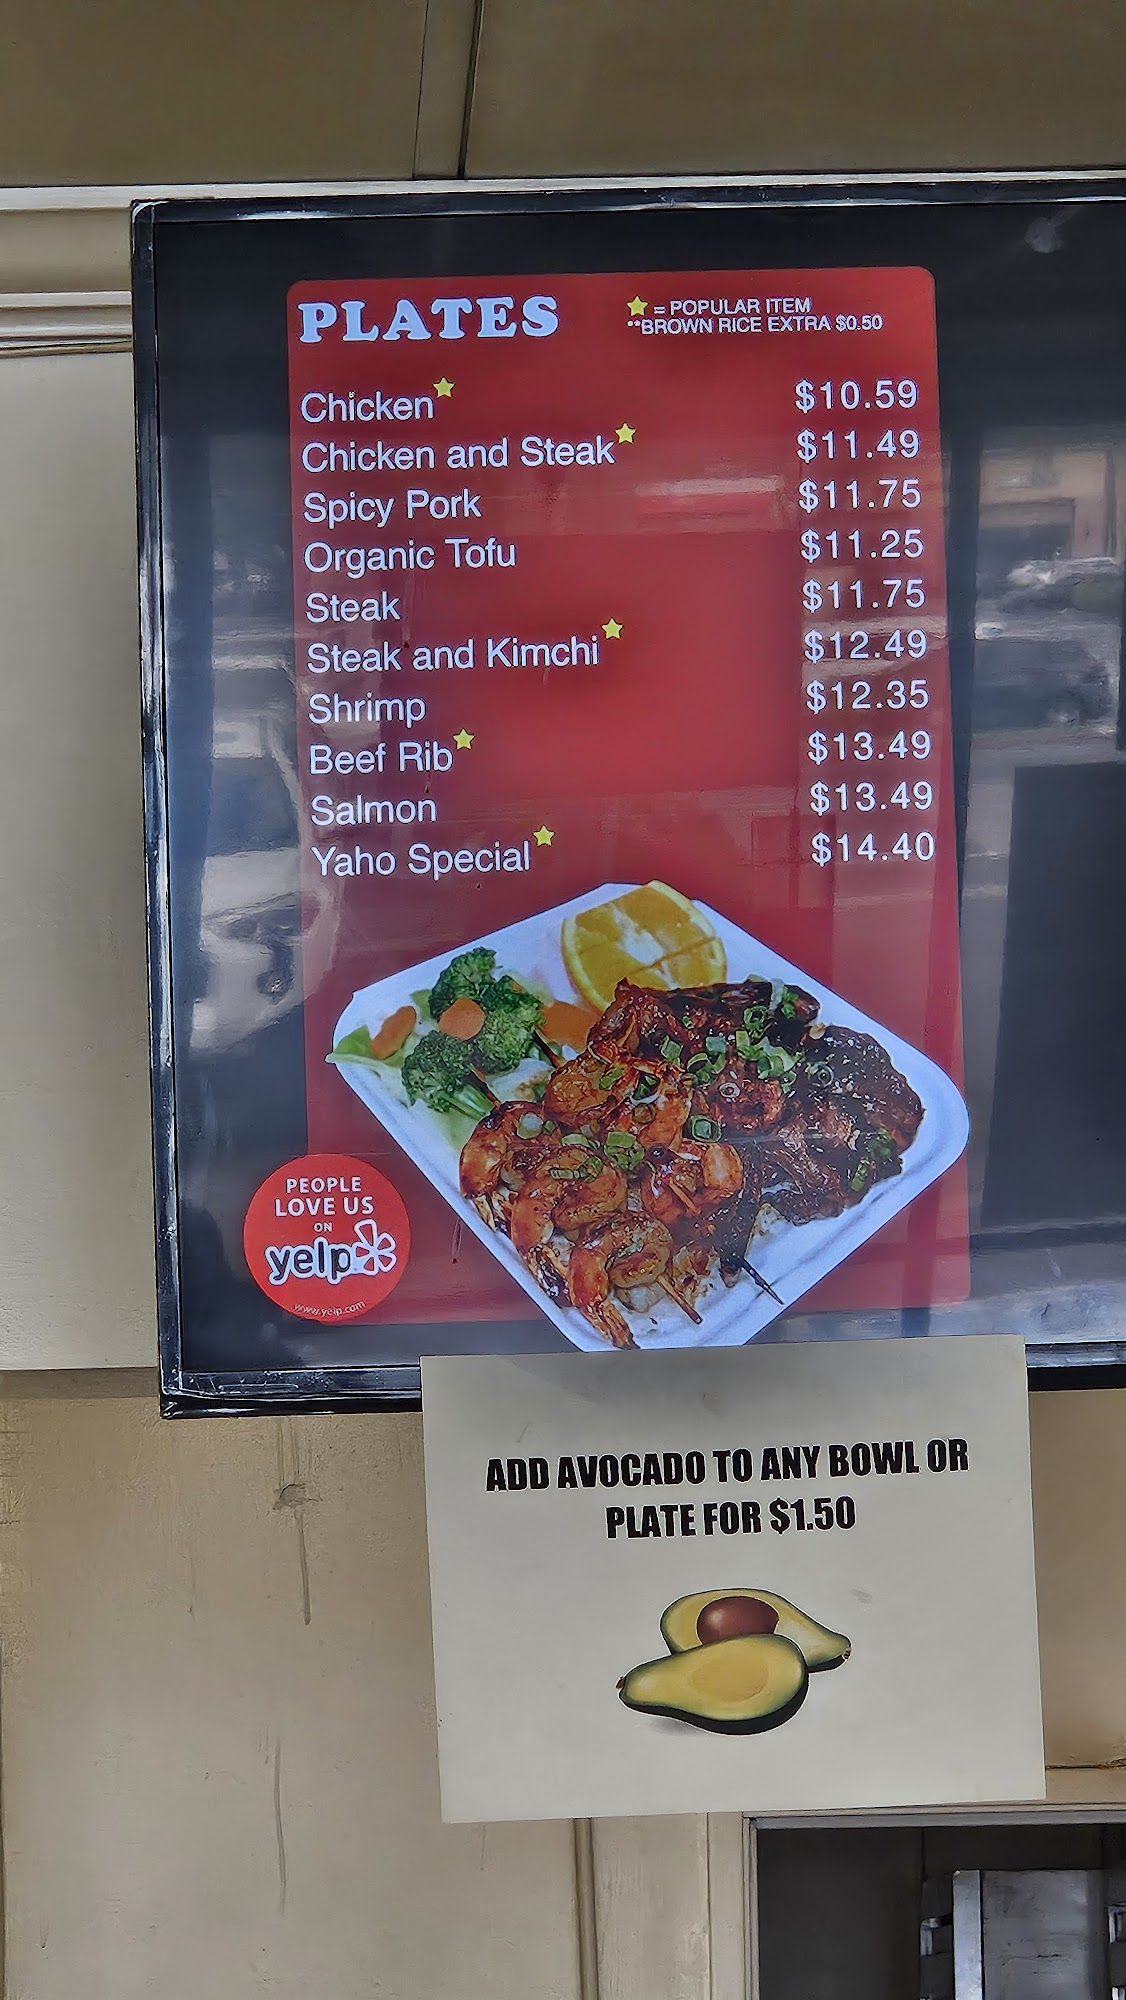 PLATES
= POPULAR ITEM
**BROWN RICE EXTRA $0.50
Chicken $10.59
Chicken and Steak $11.49
Spicy Pork $11.75
Organic Tofu $11.25
Steak $11.75
Steak and Kimchi $12.49
Shrimp $12.35
Beef Rib $13.49
Salmon $13.49
Yaho Special $14.40
PEOPLE
LOVE US
ON
yelp
www.yelp.com
ADD AVOCADO TO ANY BOWL OR
PLATE FOR $1.50